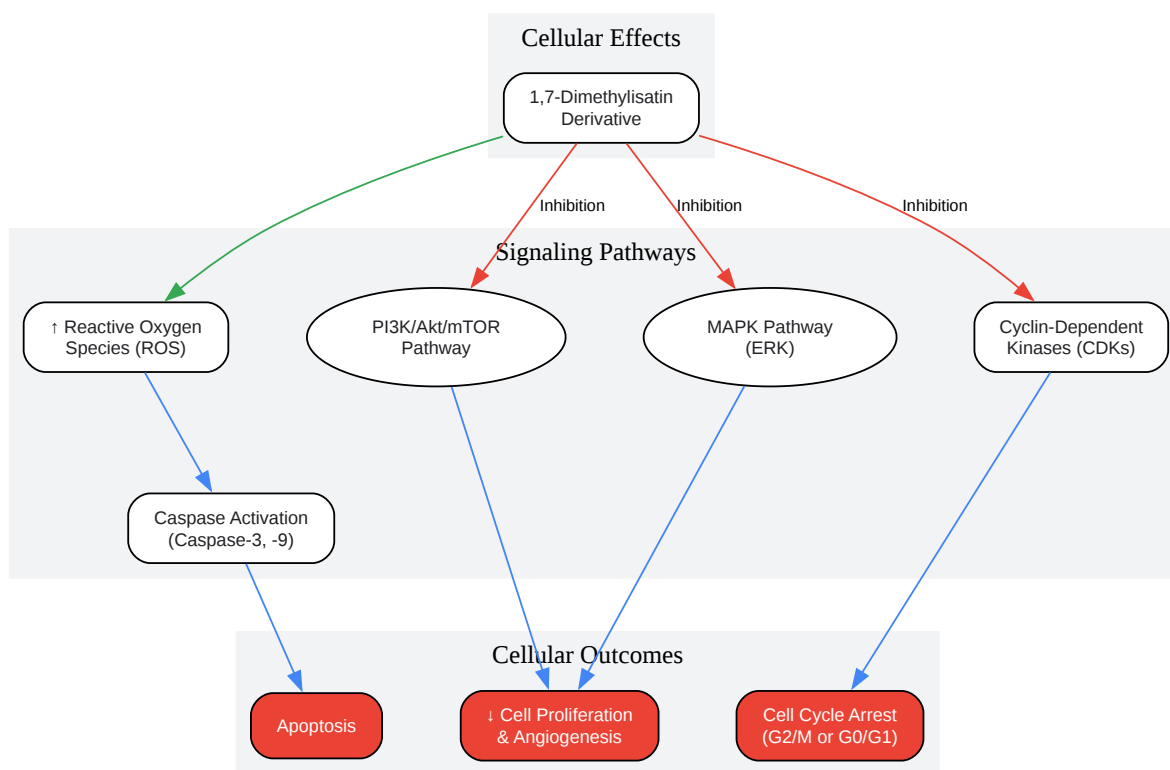 Cellular Effects
1,7-Dimethylisatin
Derivative
Inhibition
Inhibition
Inhibition
Signaling Pathways
↑ Reactive Oxygen
Species (ROS)
PI3K/Akt/mTOR
Pathway
MAPK Pathway
(ERK)
Cyclin-Dependent
Kinases (CDKs)
Caspase Activation
(Caspase-3, -9)
Cellular Outcomes
Apoptosis
↓ Cell Proliferation
& Angiogenesis
Cell Cycle Arrest
(G2/M or G0/G1)